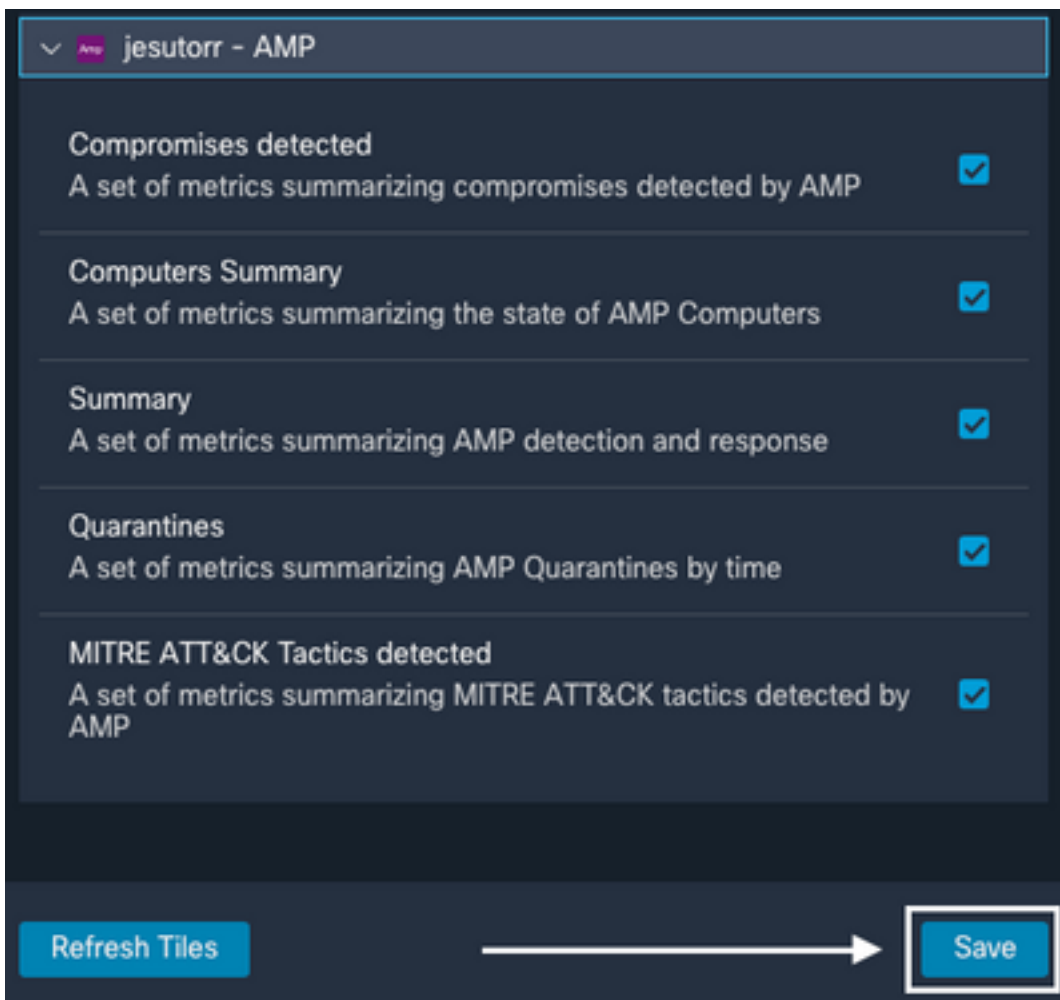 Amp jesutorr - AMP
Compromises detected
A set of metrics summarizing compromises detected by AMP
Computers Summary
A set of metrics summarizing the state of AMP Computers
Summary
A set of metrics summarizing AMP detection and response
Quarantines
A set of metrics summarizing AMP Quarantines by time
MITRE ATT&CK Tactics detected
A set of metrics summarizing MITRE ATT&CK tactics detected by
AMP
Refresh Tiles Save